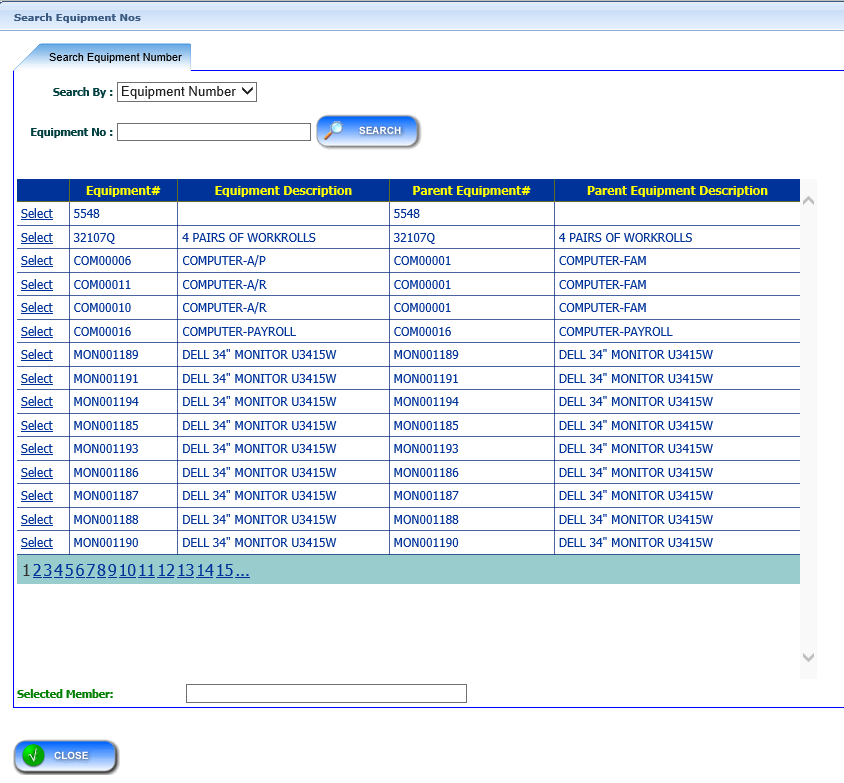 Search Equipment Nos
Search Equipment Number
Search By : Equipment Number
Equipment No : SEARCH
Equipment# Equipment Description Parent Equipment# Parent Equipment Description
Select 5548 5548
Select 32107Q 4 PAIRS OF WORKROLLS 32107Q 4 PAIRS OF WORKROLLS
Select COM00006 COMPUTER-A/P COM00001 COMPUTER-FAM
Select COM00011 COMPUTER-A/R COM00001 COMPUTER-FAM
Select COM00010 COMPUTER-A/R COM00001 COMPUTER-FAM
Select COM00016 COMPUTER-PAYROLL COM00016 COMPUTER-PAYROLL
Select MON001189 DELL 34" MONITOR U3415W MON001189 DELL 34" MONITOR U3415W
Select MON001191 DELL 34" MONITOR U3415W MON001191 DELL 34" MONITOR U3415W
Select MON001194 DELL 34" MONITOR U3415W MON001194 DELL 34" MONITOR U3415W
Select MON001185 DELL 34" MONITOR U3415W MON001185 DELL 34" MONITOR U3415W
Select MON001193 DELL 34" MONITOR U3415W MON001193 DELL 34" MONITOR U3415W
Select MON001186 DELL 34" MONITOR U3415W MON001186 DELL 34" MONITOR U3415W
Select MON001187 DELL 34" MONITOR U3415W MON001187 DELL 34" MONITOR U3415W
Select MON001188 DELL 34" MONITOR U3415W MON001188 DELL 34" MONITOR U3415W
Select MON001190 DELL 34" MONITOR U3415W MON001190 DELL 34" MONITOR U3415W
1 2 3 4 5 6 7 8 9 10 11 12 13 14 15 ...
Selected Member:
CLOSE